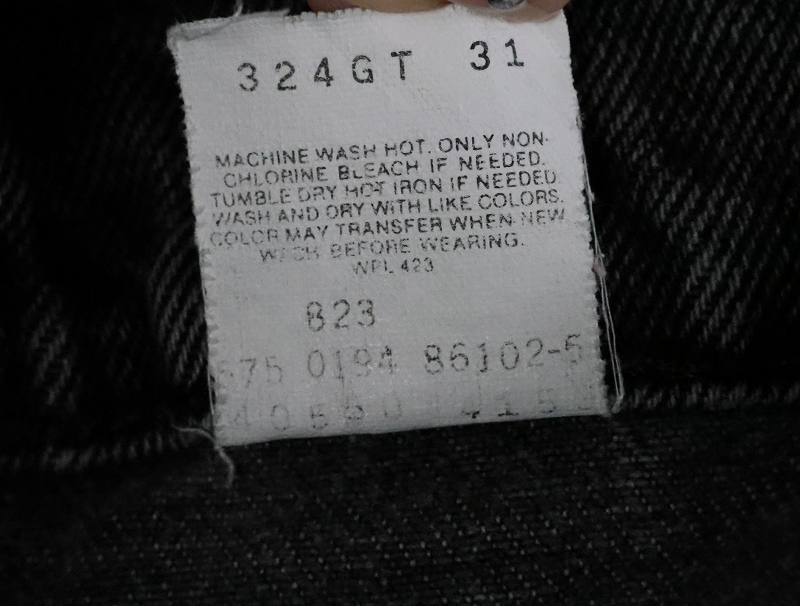 324GT 31
MACHINE WASH HOT. ONLY NON-
CHLORINE BLEACH IF NEEDED.
TUMBLE DRY HOT IRON IF NEEDED
WASH AND DRY WITH LIKE COLORS.
COLOR MAY TRANSFER WHEN NEW
WASH BEFORE WEARING.
WPL 423
823
575 0194 86102-5